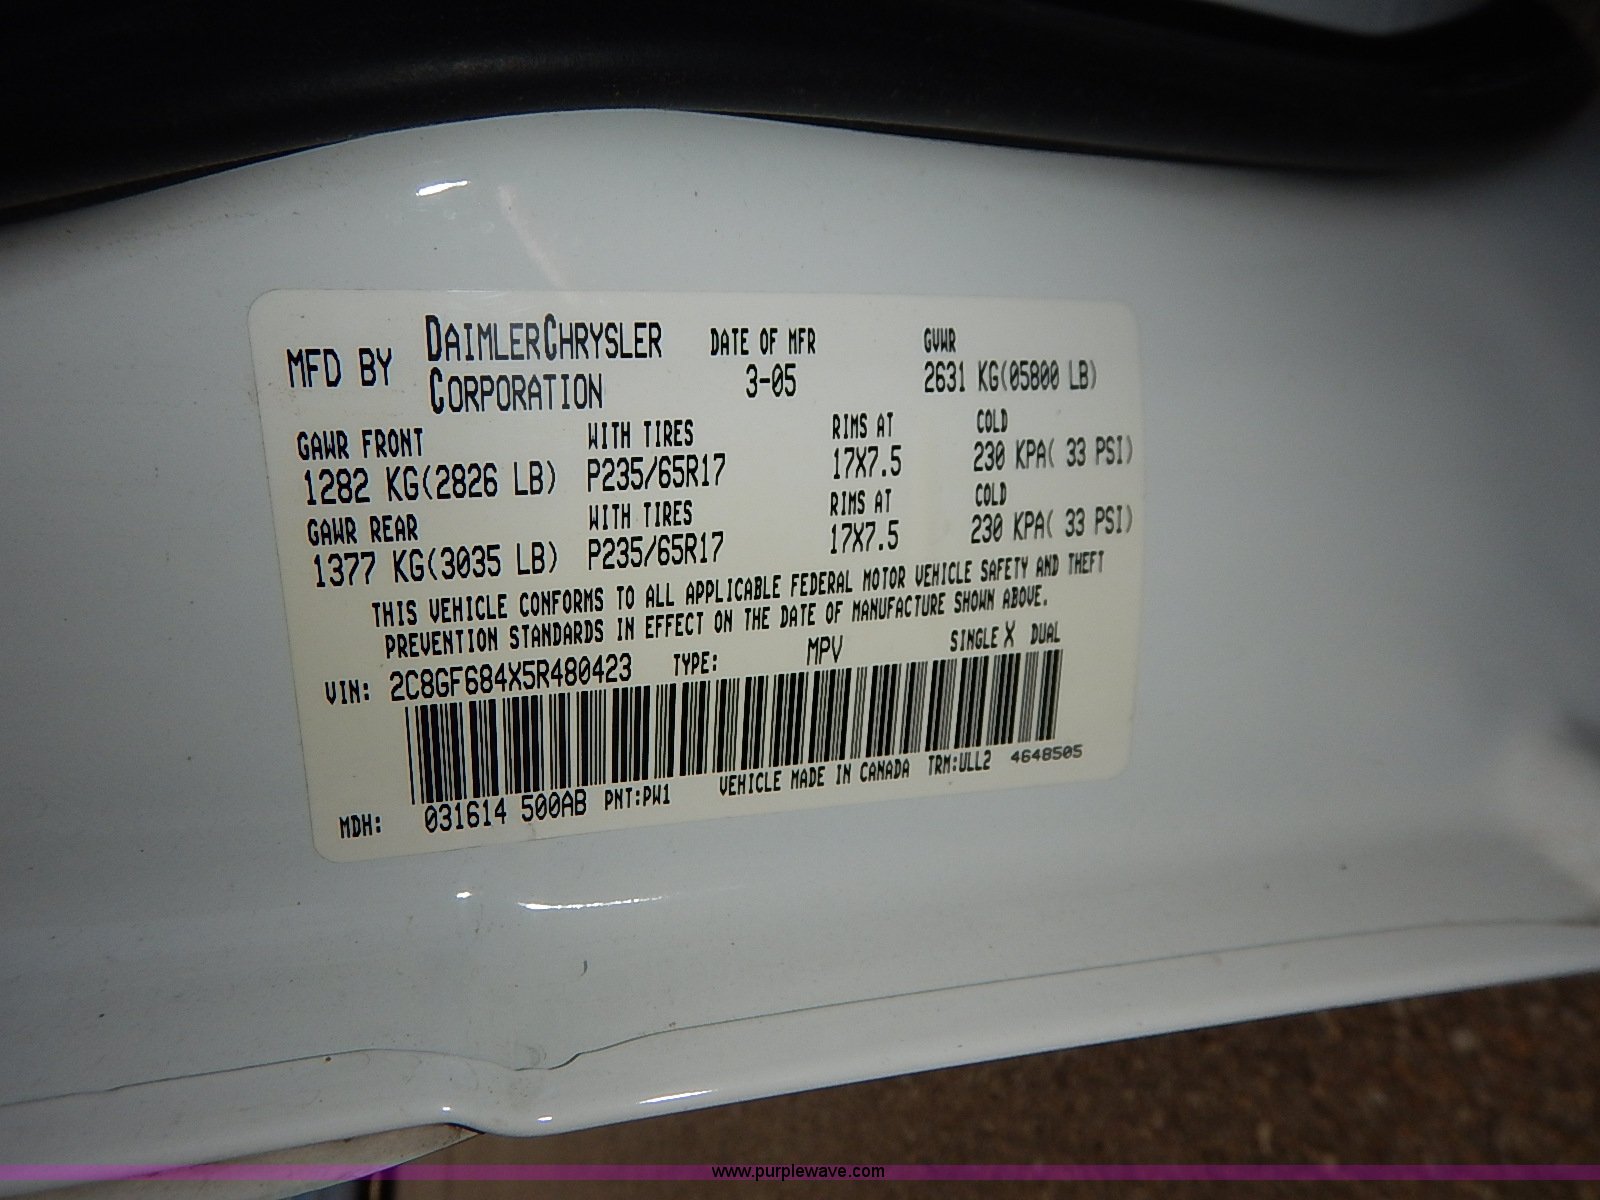 MFD BY DAIMLERCHRYSLER CORPORATION DATE OF MFR 3-05 GVWR 2631 KG(05800 LB)
GAWR FRONT WITH TIRES RIMS AT COLD
1282 KG(2826 LB) P235/65R17 17X7.5 230 KPA( 33 PSI)
GAWR REAR WITH TIRES RIMS AT COLD
1377 KG(3035 LB) P235/65R17 17X7.5 230 KPA( 33 PSI)
THIS VEHICLE CONFORMS TO ALL APPLICABLE FEDERAL MOTOR VEHICLE SAFETY AND THEFT
PREVENTION STANDARDS IN EFFECT ON THE DATE OF MANUFACTURE SHOWN ABOVE.
VIN: 2C8GF684X5R480423 TYPE: MPV SINGLE X DUAL
MDH: 031614 500AB PNT:PW1 VEHICLE MADE IN CANADA TRM:ULL2 4648505
www.purplewave.com